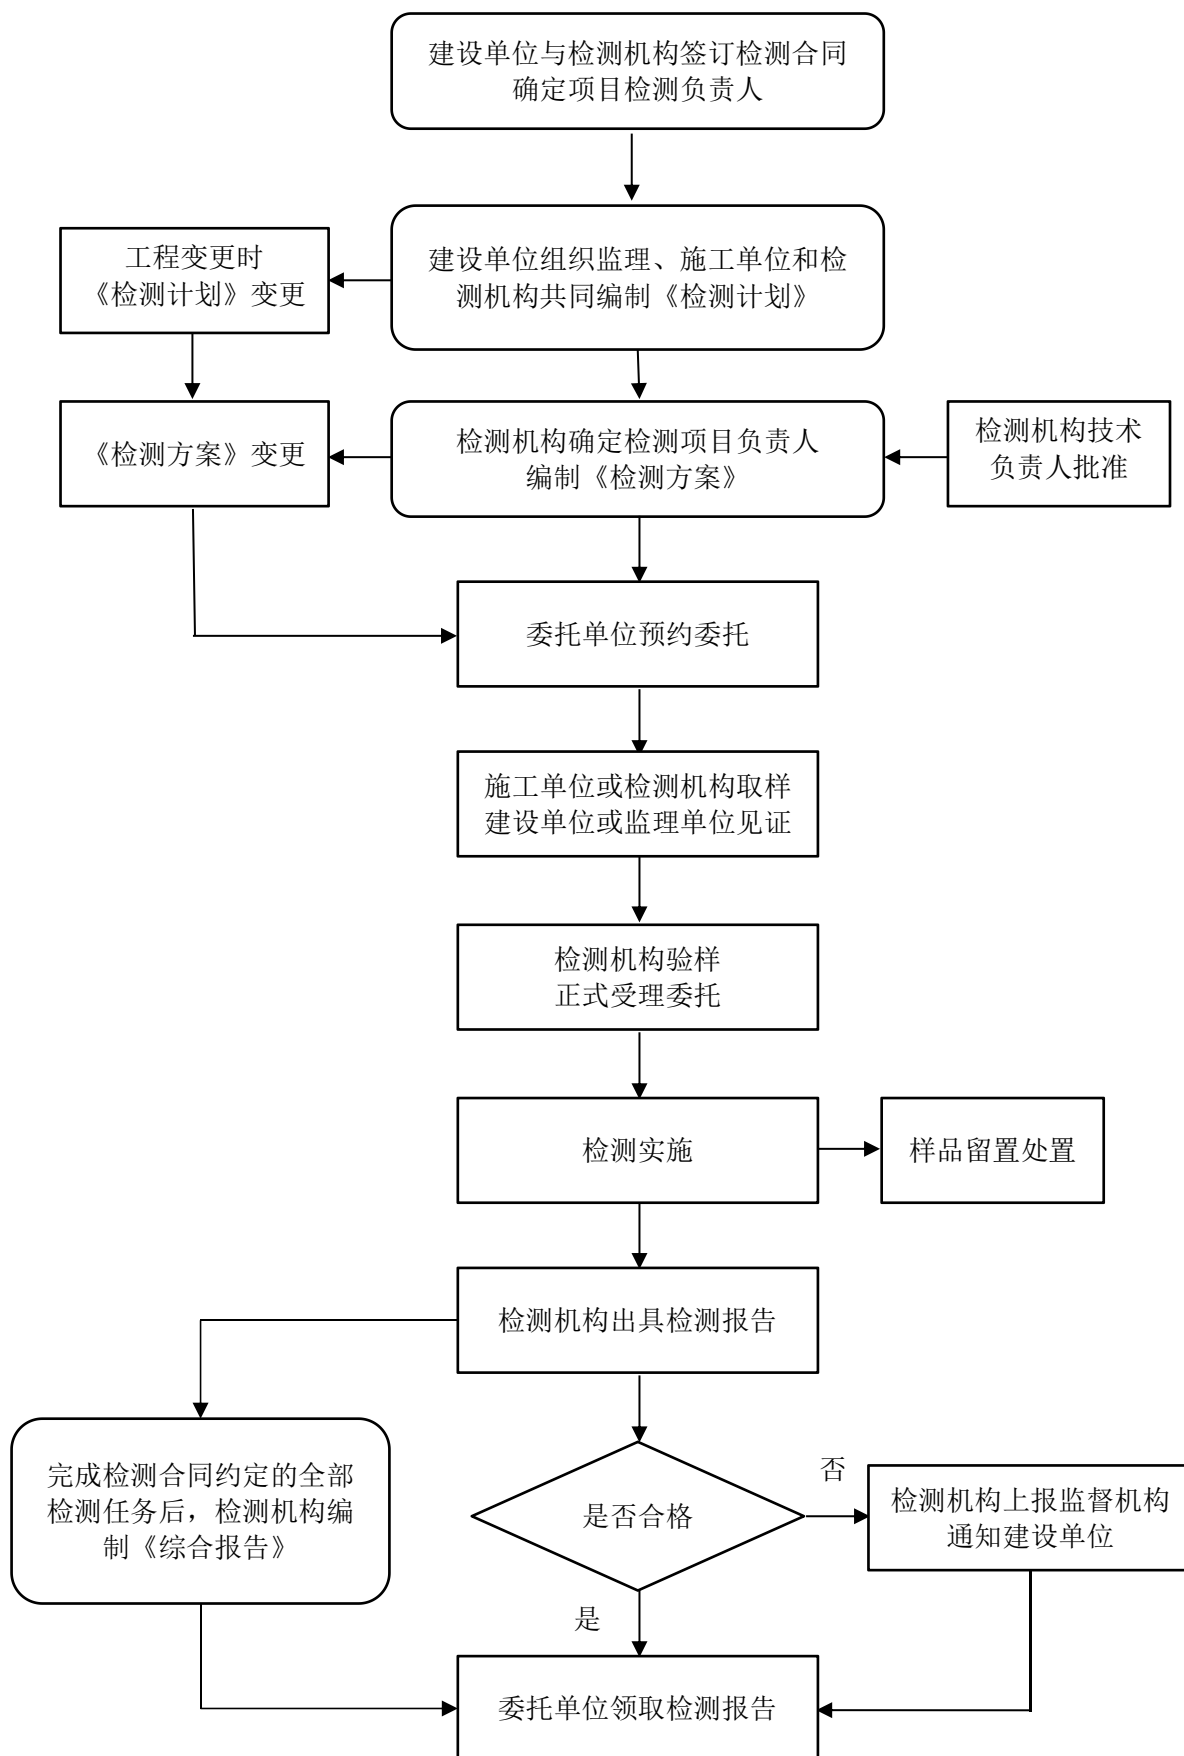 建设单位与检测机构签订检测合同
确定项目检测负责人
工程变更时
《检测计划》变更
建设单位组织监理、施工单位和检
测机构共同编制《检测计划》
《检测方案》变更
检测机构确定检测项目负责人
编制《检测方案》
检测机构技术
负责人批准
委托单位预约委托
施工单位或检测机构取样
建设单位或监理单位见证
检测机构验样
正式受理委托
检测实施
样品留置处置
检测机构出具检测报告
完成检测合同约定的全部
检测任务后，检测机构编
制《综合报告》
是否合格
否
检测机构上报监督机构
通知建设单位
是
委托单位领取检测报告